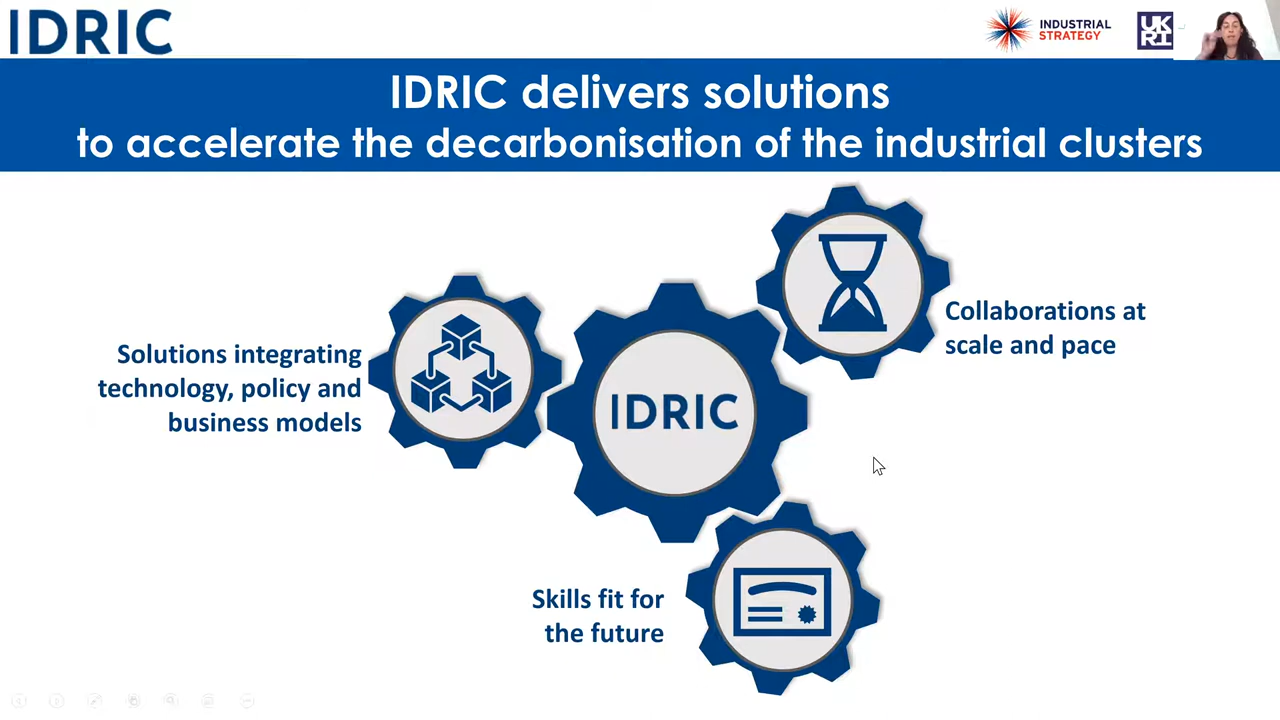 IDRIC
INDUSTRIAL
STRATEGY
UK
RI
IDRIC delivers solutions
to accelerate the decarbonisation of the industrial clusters
Collaborations at
scale and pace
Solutions integrating
technology, policy and
business models
IDRIC
Skills fit for
the future